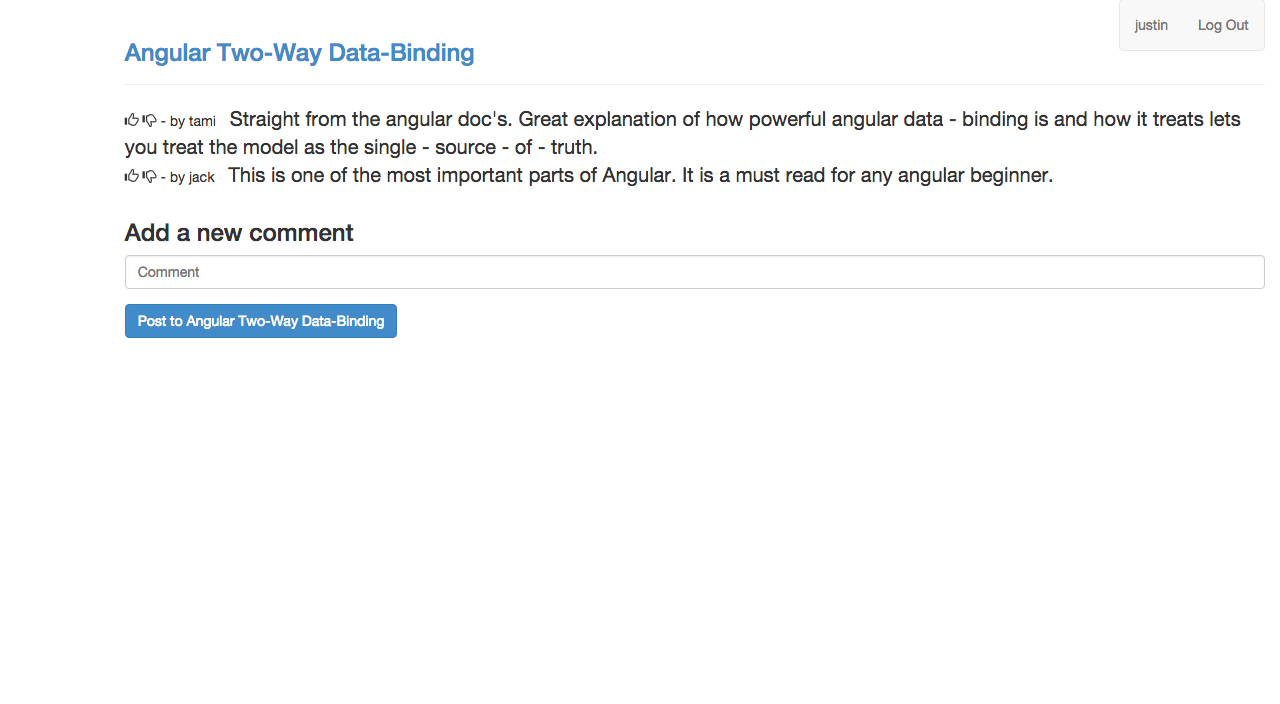 justin Log Out
Angular Two-Way Data-Binding
- by tami Straight from the angular doc's. Great explanation of how powerful angular data - binding is and how it treats lets
you treat the model as the single - source - of - truth.
- by jack This is one of the most important parts of Angular. It is a must read for any angular beginner.
Add a new comment
Comment
Post to Angular Two-Way Data-Binding